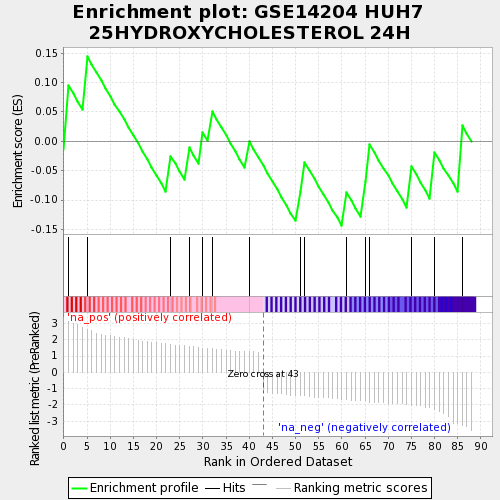 Enrichment plot: GSE14204 HUH7
25HYDROXYCHOLESTEROL 24H
Enrichment score (ES)
0.15
0.10
0.05
0.00
-0.05
-0.10
-0.15
'na_pos' (positively correlated)
Ranked list metric (PreRanked)
3
2
1
0
-1
-2
-3
Zero cross at 43
'na_neg' (negatively correlated)
0 5 10 15 20 25 30 35 40 45 50 55 60 65 70 75 80 85 90
Rank in Ordered Dataset
Enrichment profile Hits Ranking metric scores